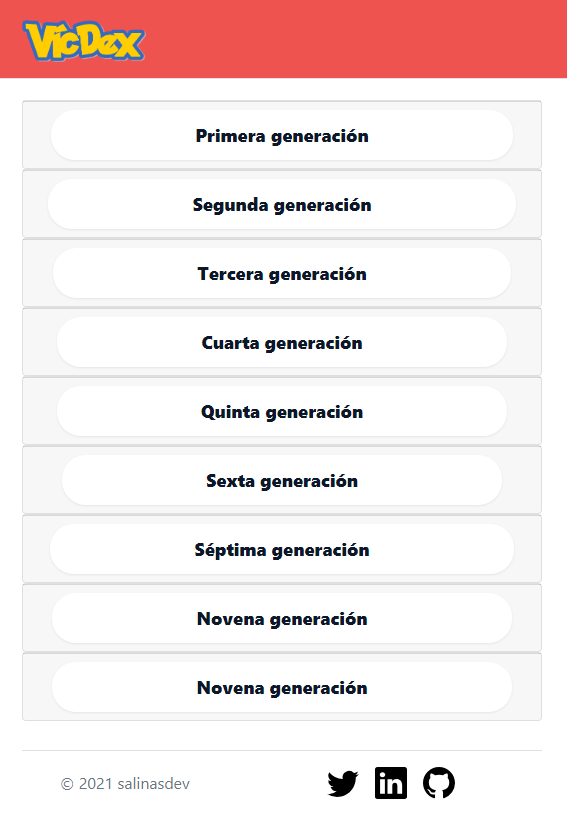 VicDex
Primera generación
Segunda generación
Tercera generación
Cuarta generación
Quinta generación
Sexta generación
Séptima generación
Novena generación
Novena generación
© 2021 salinasdev
in